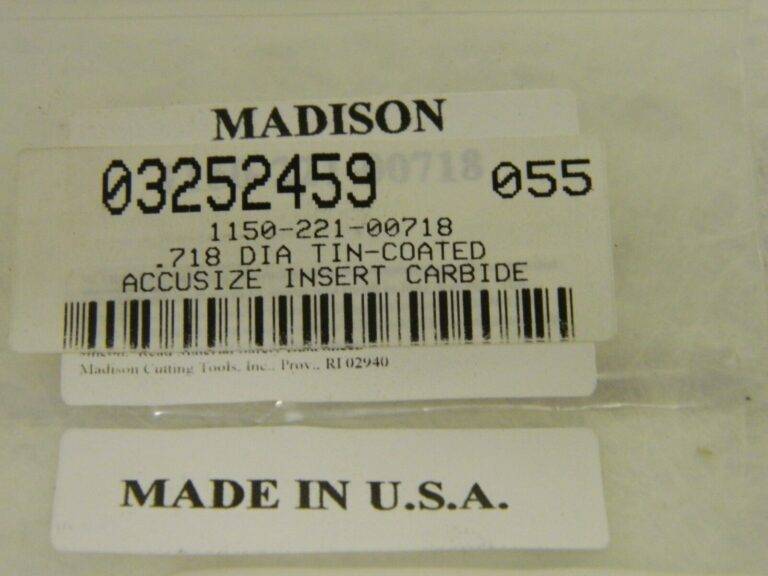 MADISON
03252459 055
1150-221-00718
.718 DIA TIN-COATED
ACCUSIZE INSERT CARBIDE
Madison Cutting Tools, Inc., Prov., RI 02940
MADE IN U.S.A.